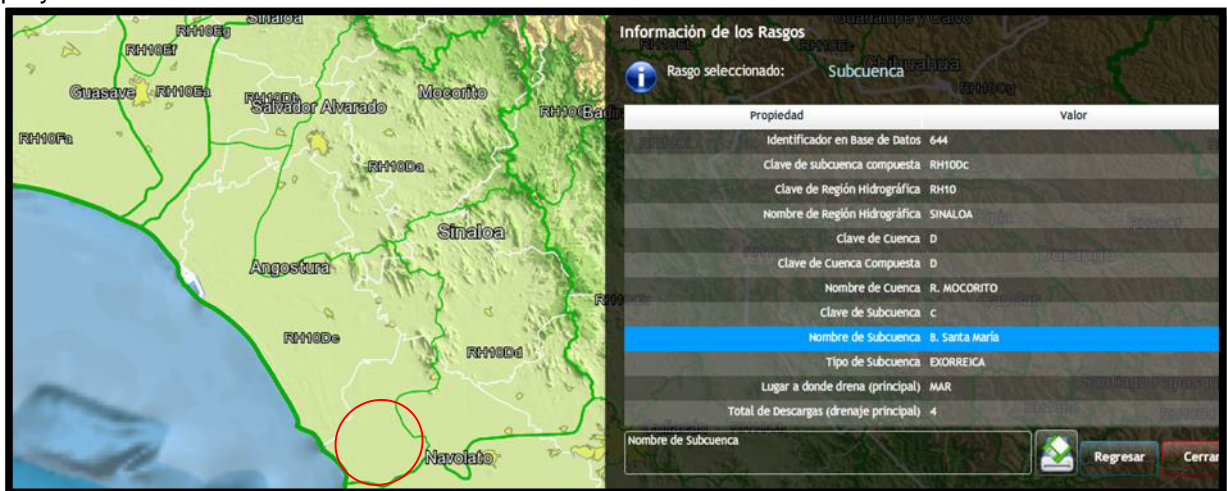 Sinaloa
RH10Eg
RH10Ef
Guasave
RH10Ea
RH10Db
Salvador Alvarado
Mocorito
RH10Fa
RH10Da
Sinaloa
Angostura
RH10Dc
RH10Dd
Navolato
Información de los Rasgos
Rasgo seleccionado: Subcuenca
Chihuahua
Propiedad Valor
Identificador en Base de Datos 644
Clave de subcuenca compuesta RH10Dc
Clave de Región Hidrográfica RH10
Nombre de Región Hidrográfica SINALOA
Clave de Cuenca D
Clave de Cuenca Compuesta D
Nombre de Cuenca R. MOCORITO
Clave de Subcuenca c
Nombre de Subcuenca B. Santa María
Tipo de Subcuenca EXORREICA
Lugar a donde drena (principal) MAR
Total de Descargas (drenaje principal) 4
Nombre de Subcuenca
Regresar
Cerrar